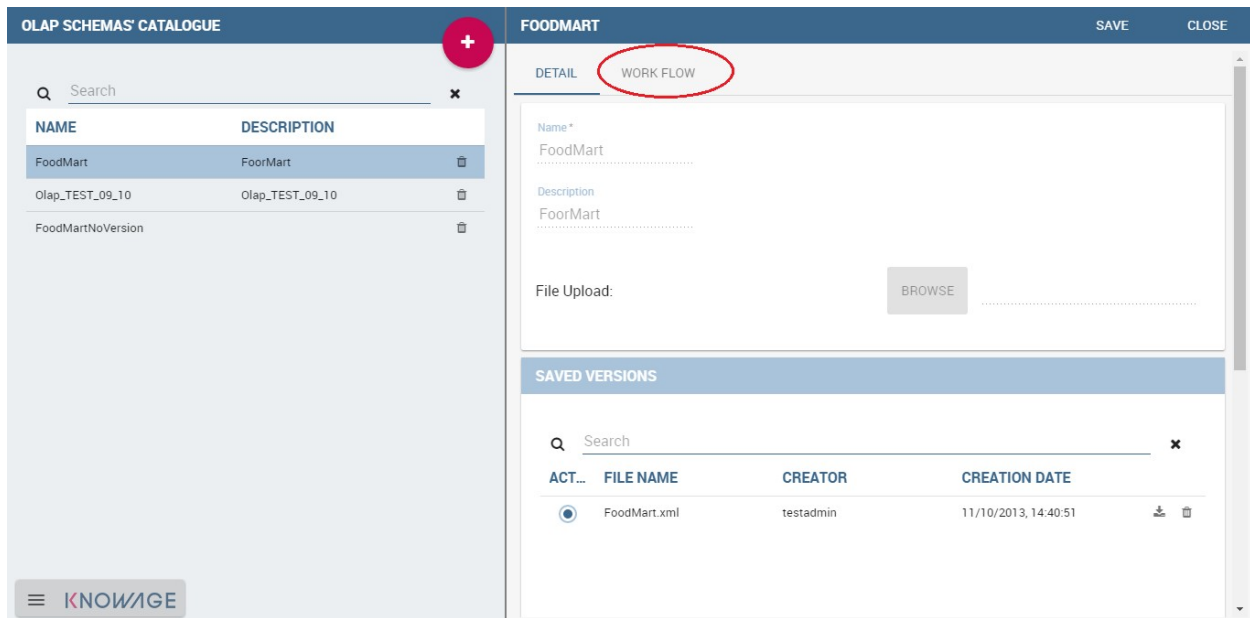 OLAP SCHEMAS' CATALOGUE
+
Search
NAME DESCRIPTION
FoodMart FoorMart
Olap_TEST_09_10 Olap_TEST_09_10
FoodMartNoVersion
KNOWAGE
FOODMART SAVE CLOSE
DETAIL WORK FLOW
Name *
FoodMart
Description
FoorMart
File Upload: BROWSE
SAVED VERSIONS
Search
ACT... FILE NAME CREATOR CREATION DATE
FoodMart.xml testadmin 11/10/2013, 14:40:51